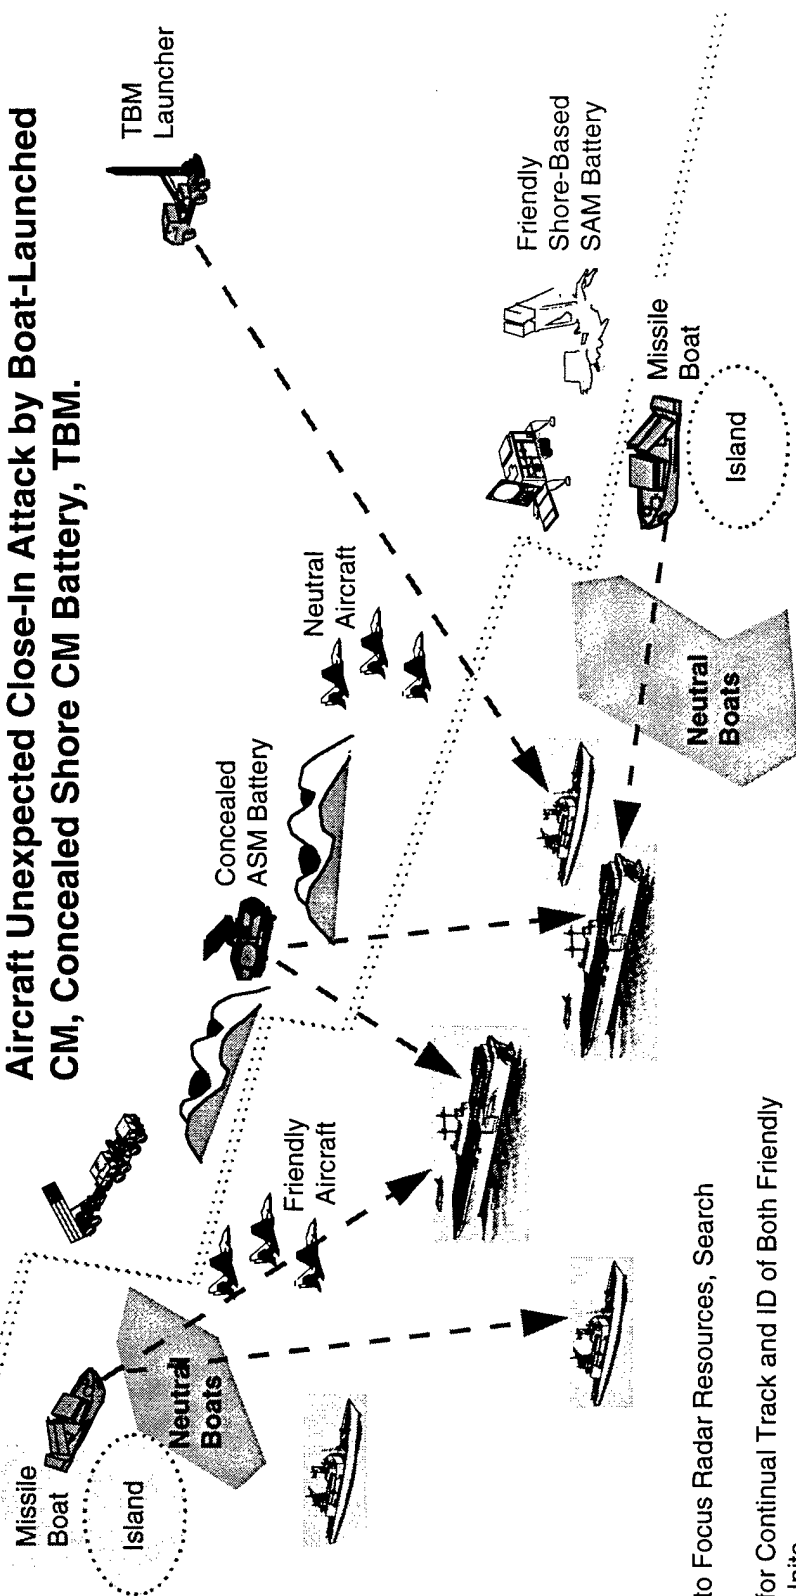 Aircraft Unexpected Close-In Attack by Boat-Launched
CM, Concealed Shore CM Battery, TBM.
Missile
Boat
Island
Neutral
Boats
Friendly
Aircraft
Concealed
ASM Battery
Neutral
Aircraft
TBM
Launcher
Friendly
Shore-Based
SAM Battery
Missile
Boat
Island
Neutral
Boats
to Focus Radar Resources, Search
for Continual Track and ID of Both Friendly